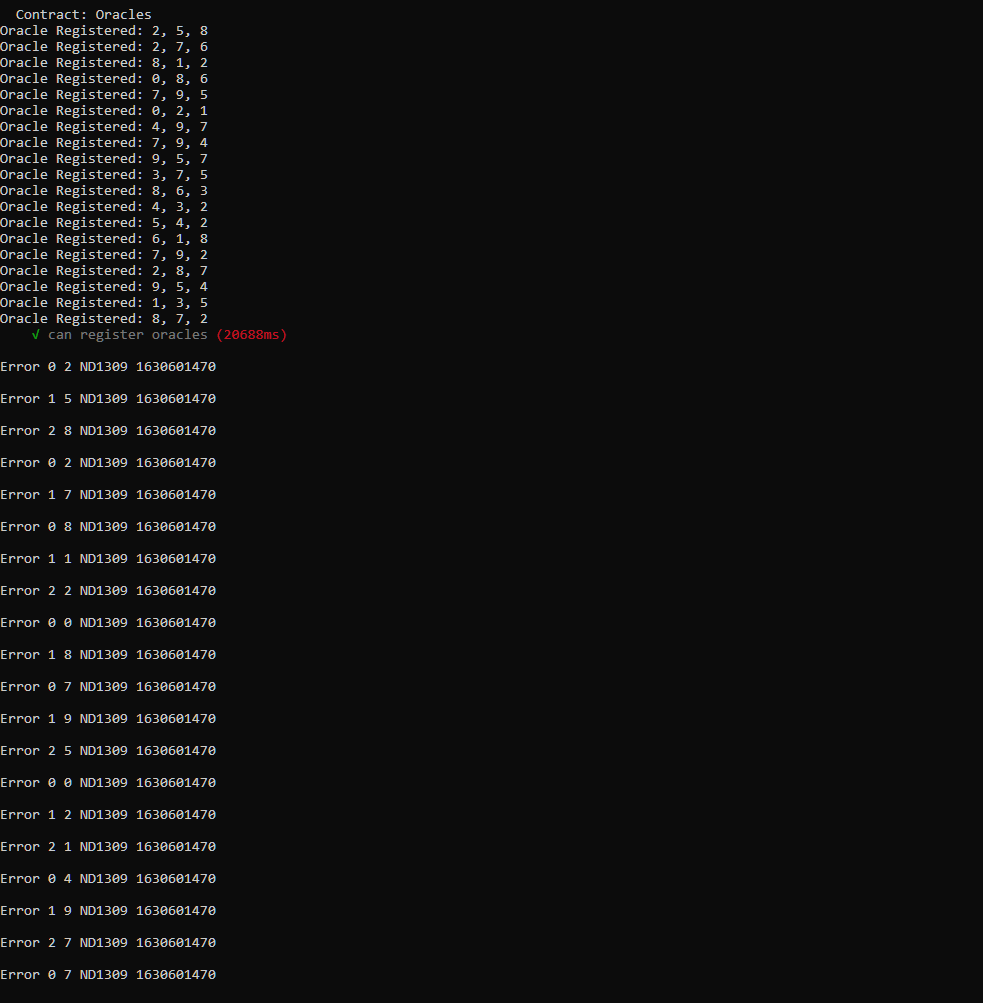 Contract: Oracles
Oracle Registered: 2, 5, 8
Oracle Registered: 2, 7, 6
Oracle Registered: 8, 1, 2
Oracle Registered: 0, 8, 6
Oracle Registered: 7, 9, 5
Oracle Registered: 0, 2, 1
Oracle Registered: 4, 9, 7
Oracle Registered: 7, 9, 4
Oracle Registered: 9, 5, 7
Oracle Registered: 3, 7, 5
Oracle Registered: 8, 6, 3
Oracle Registered: 4, 3, 2
Oracle Registered: 5, 4, 2
Oracle Registered: 6, 1, 8
Oracle Registered: 7, 9, 2
Oracle Registered: 2, 8, 7
Oracle Registered: 9, 5, 4
Oracle Registered: 1, 3, 5
Oracle Registered: 8, 7, 2
√ can register oracles (20688ms)
Error 0 2 ND1309 1630601470
Error 1 5 ND1309 1630601470
Error 2 8 ND1309 1630601470
Error 0 2 ND1309 1630601470
Error 1 7 ND1309 1630601470
Error 0 8 ND1309 1630601470
Error 1 1 ND1309 1630601470
Error 2 2 ND1309 1630601470
Error 0 0 ND1309 1630601470
Error 1 8 ND1309 1630601470
Error 0 7 ND1309 1630601470
Error 1 9 ND1309 1630601470
Error 2 5 ND1309 1630601470
Error 0 0 ND1309 1630601470
Error 1 2 ND1309 1630601470
Error 2 1 ND1309 1630601470
Error 0 4 ND1309 1630601470
Error 1 9 ND1309 1630601470
Error 2 7 ND1309 1630601470
Error 0 7 ND1309 1630601470